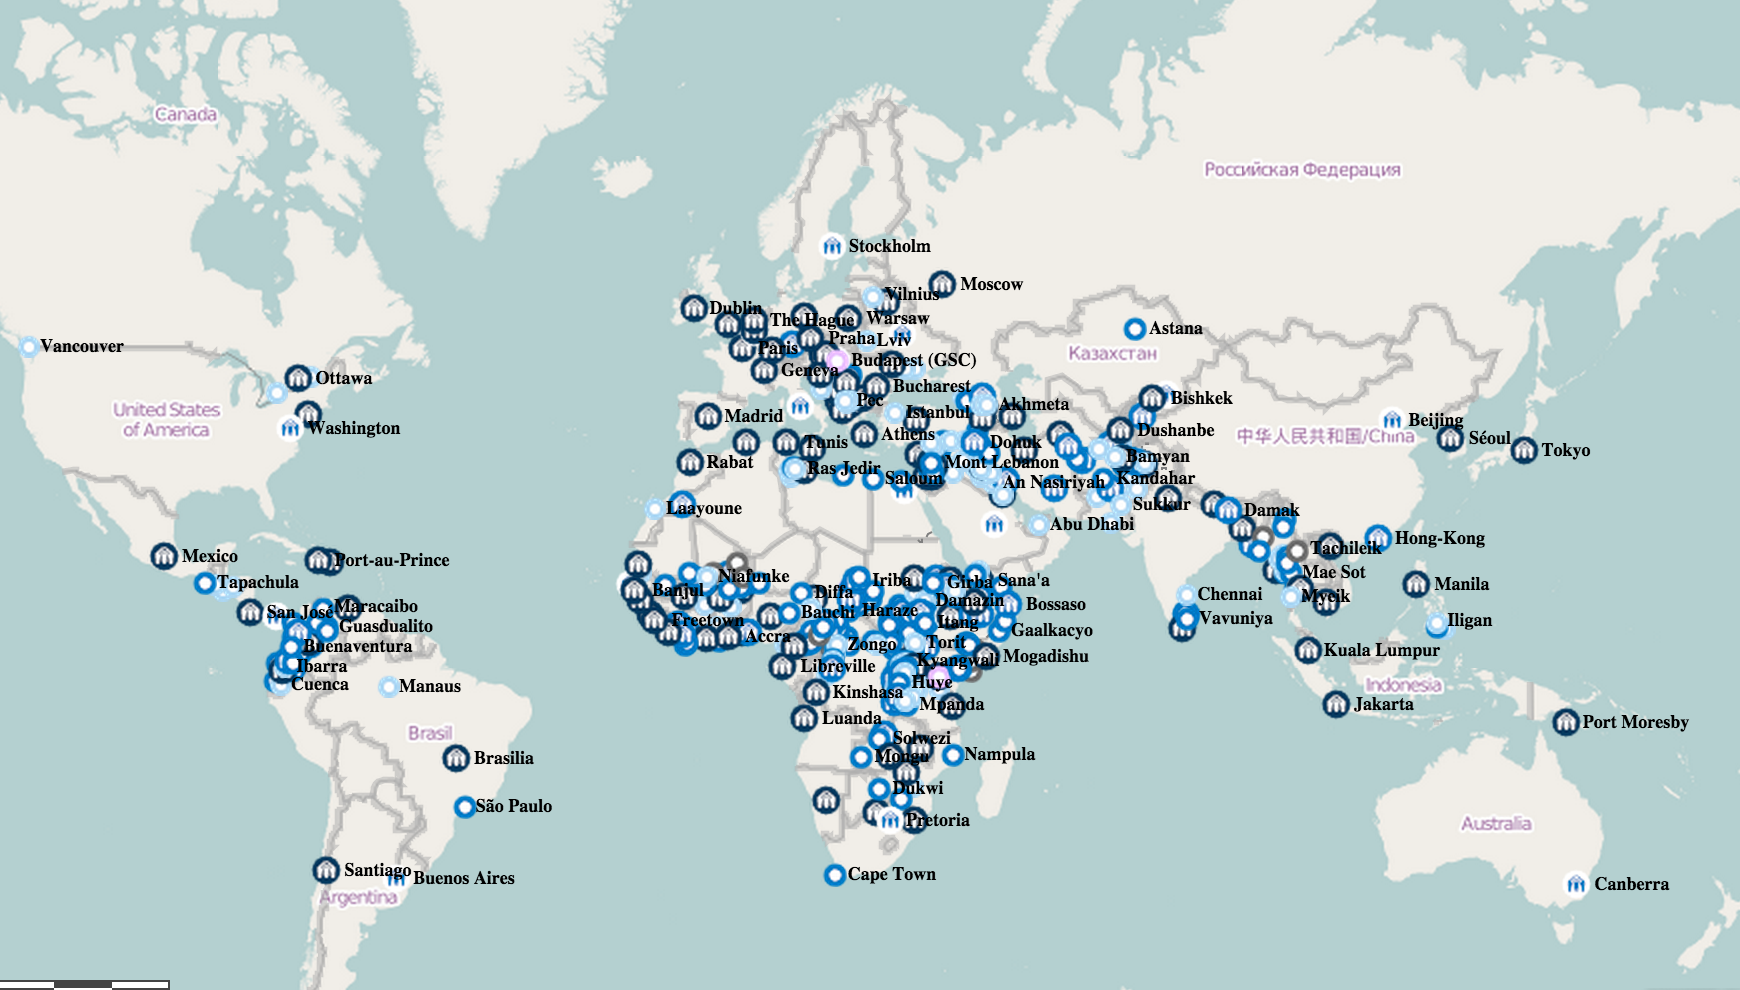 Canada
Российская Федерация
Stockholm
Moscow
Vilnius
Dublin
The Hague
Warsaw
Astana
Praha
Lviv
Vancouver
Paris
Казахстан
Budapest (GSC)
Geneva
Ottawa
Bucharest
Bishkek
Pec
Akhmeta
United States
of America
Istanbul
Madrid
Beijing
Washington
Dushanbe
Athens
中华人民共和国/China
Séoul
Tunis
Dohuk
Tokyo
Bamyan
Rabat
Mont Lebanon
Ras Jedir
Saloum
Kandahar
An Nasiriyah
Sukkur
Laayoune
Damak
Abu Dhabi
Hong-Kong
Tachileik
Mexico
Port-au-Prince
Mae Sot
Niafunke
Iriba
Girba
Sana'a
Tapachula
Manila
Banjul
Diffa
Chennai
Myeik
Damazin
Bossaso
Maracaibo
San José
Bauchi
Haraze
Vavuniya
Freetown
Itang
Iligan
Guasdualito
Gaalkacyo
Accra
Buenaventura
Zongo
Torit
Kuala Lumpur
Mogadishu
Kyangwali
Ibarra
Libreville
Huye
Cuenca
Manaus
Indonesia
Kinshasa
Mpanda
Jakarta
Luanda
Port Moresby
Brasil
Solwezi
Brasilia
Mongu
Nampula
Dukwi
São Paulo
Pretoria
Australia
Santiago
Cape Town
Buenos Aires
Canberra
Argentina